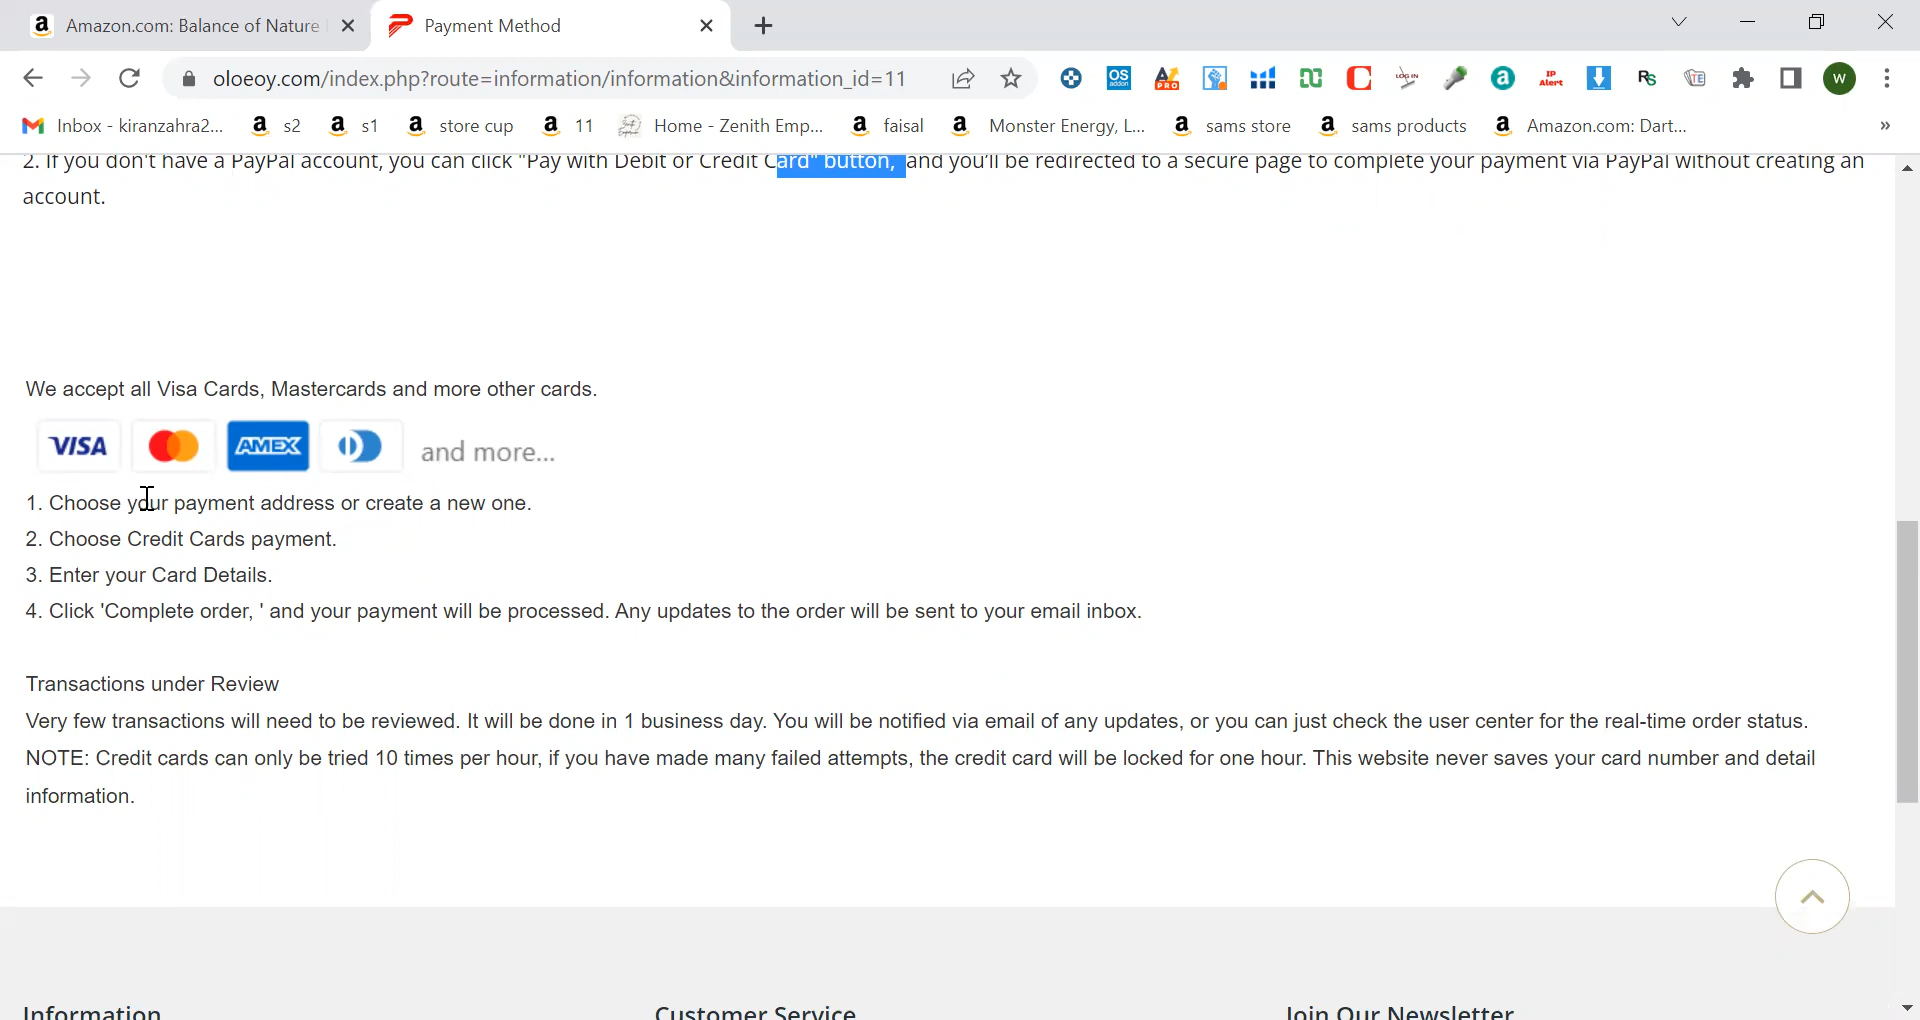 Amazon.com: Balance of Nature
Payment Method
oloeoy.com/index.php?route=information/information&information_id=11
OS addon
PRO
LOG IN
IP Alert
RS
TE
W
Inbox - kiranzahra2...
s2
s1
store cup
11
Home - Zenith Emp...
faisal
Monster Energy, L...
sams store
sams products
Amazon.com: Dart...
»
2. If you don't have a PayPal account, you can click "Pay with Debit or Credit Card" button, and you'll be redirected to a secure page to complete your payment via PayPal without creating an
account.
We accept all Visa Cards, Mastercards and more other cards.
VISA
AMEX
and more...
1. Choose your payment address or create a new one.
2. Choose Credit Cards payment.
3. Enter your Card Details.
4. Click 'Complete order, ' and your payment will be processed. Any updates to the order will be sent to your email inbox.
Transactions under Review
Very few transactions will need to be reviewed. It will be done in 1 business day. You will be notified via email of any updates, or you can just check the user center for the real-time order status.
NOTE: Credit cards can only be tried 10 times per hour, if you have made many failed attempts, the credit card will be locked for one hour. This website never saves your card number and detail
information.
Information
Customer Service
Join Our Newsletter